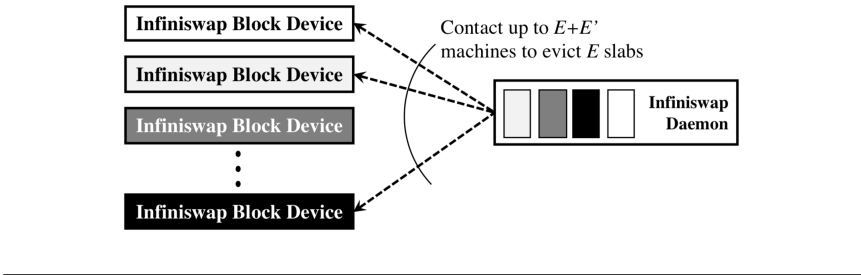 Infiniswap Block Device
Infiniswap Block Device
Infiniswap Block Device
Infiniswap Block Device
Contact up to E+E’
machines to evict E slabs
Infiniswap
Daemon